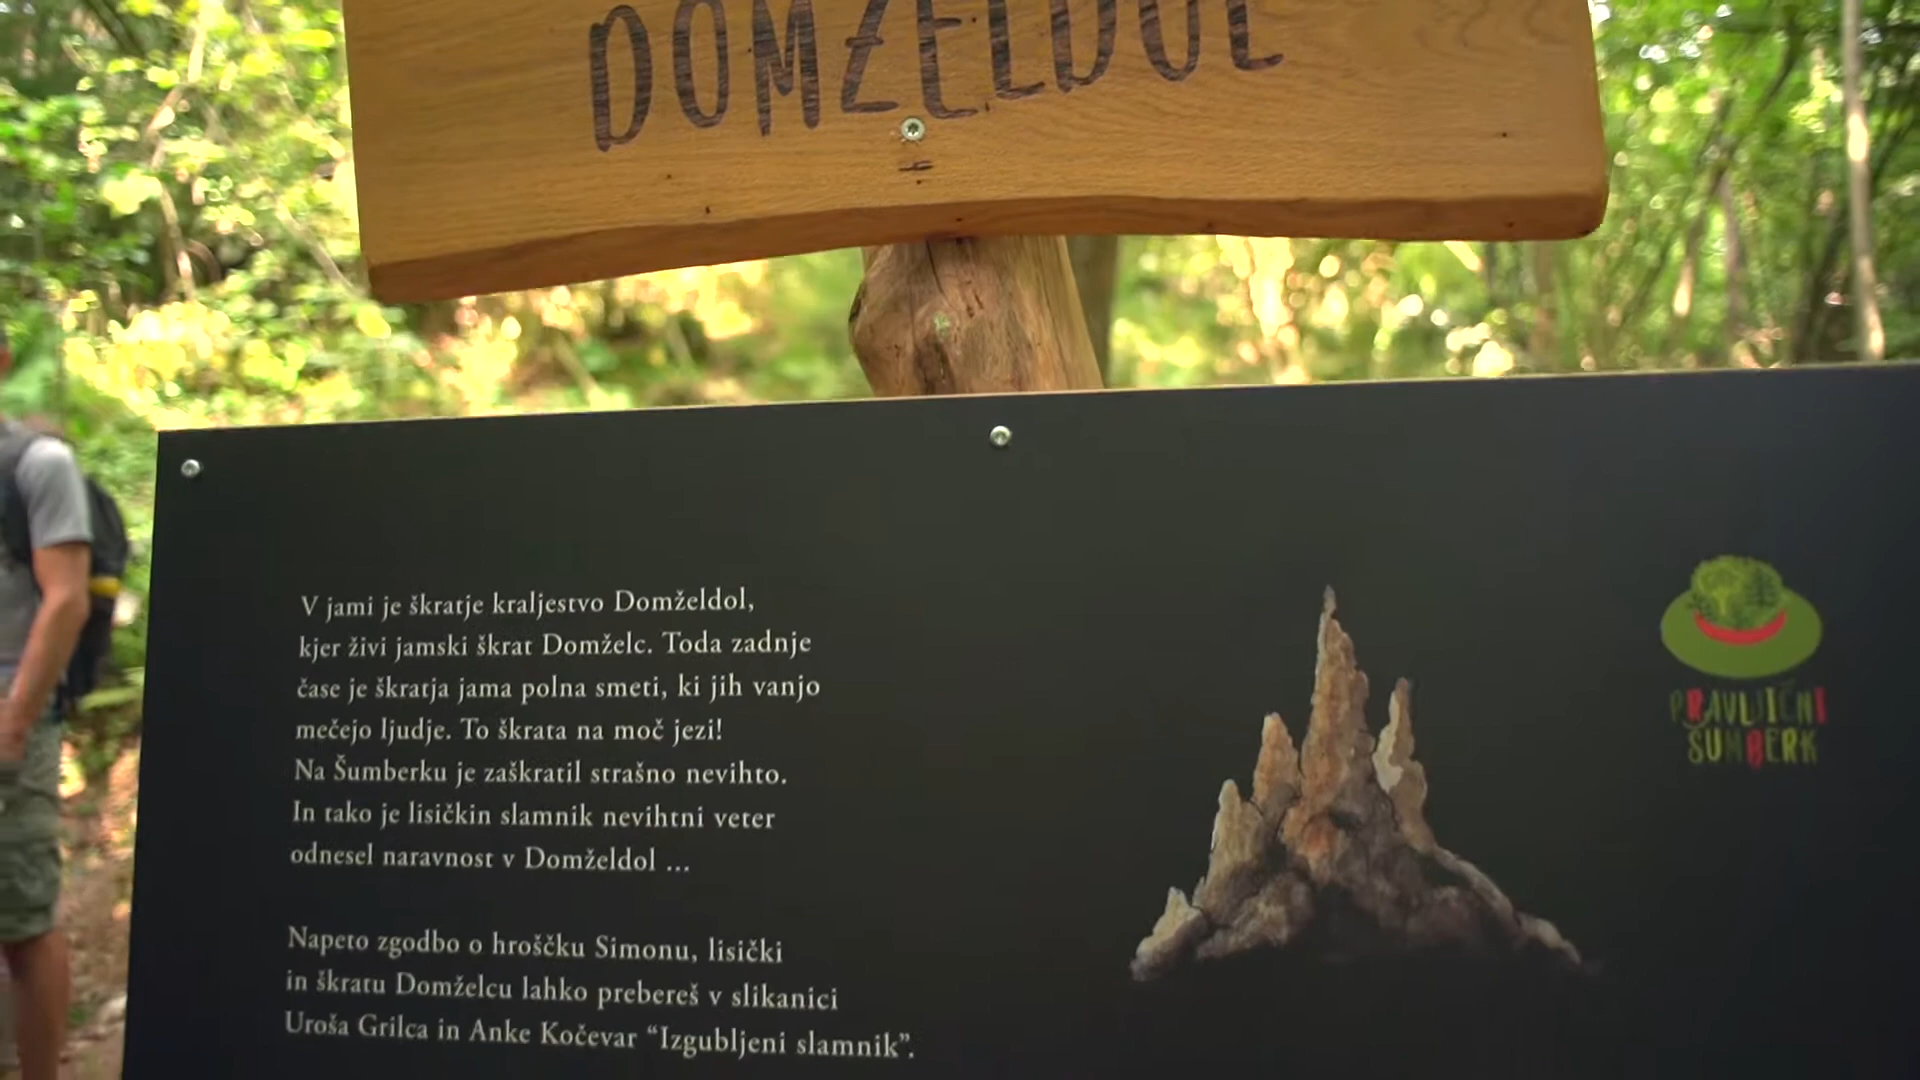 DOMŽELDOL
V jami je škratje kraljestvo Domželdol,
kjer živi jamski škrat Domželc. Toda zadnje
čase je škratja jama polna smeti, ki jih vanjo
mečejo ljudje. To škrata na moč jezi!
Na Šumberku je zaškratil strašno nevihto.
In tako je lisičkin slamnik nevihtni veter
odnesel naravnost v Domželdol ...
Napeto zgodbo o hroščku Simonu, lisički
in škratu Domželcu lahko prebereš v slikanici
Uroša Grilca in Anke Kočevar “Izgubljeni slamnik”.
PRAVLJIČNI
ŠUMBERK